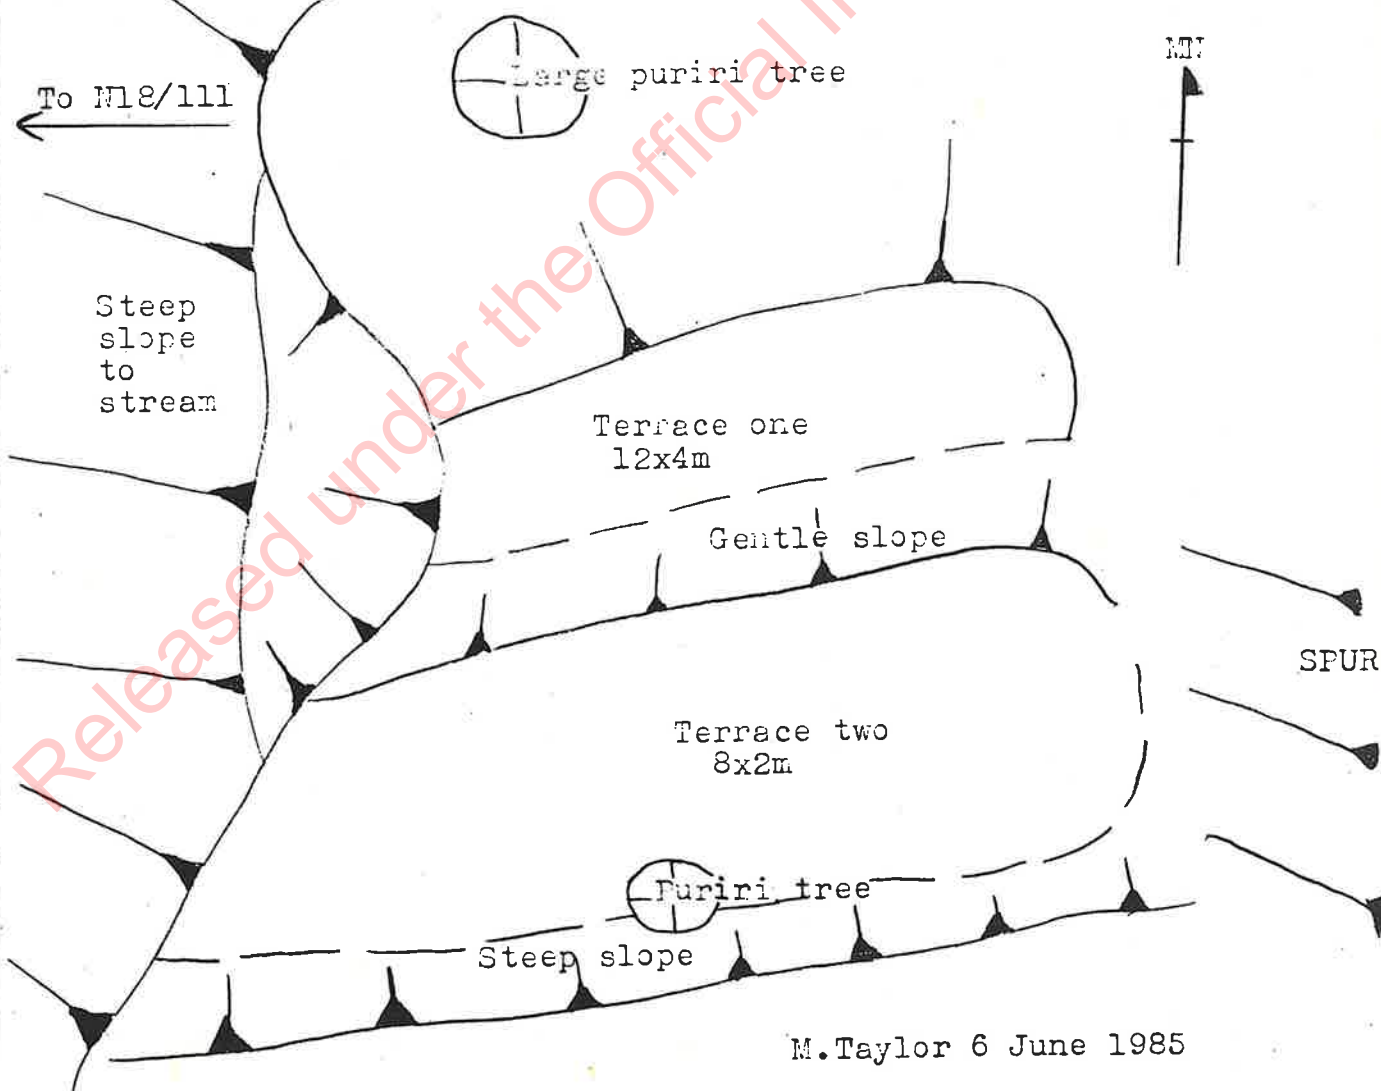 Large puriri tree
MN
To N18/111
Steep
slope
to
stream
Terrace one
12x4m
Gentle slope
SPUR
Terrace two
8x2m
Puriri tree
Steep slope
M.Taylor 6 June 1985
Released under the Official